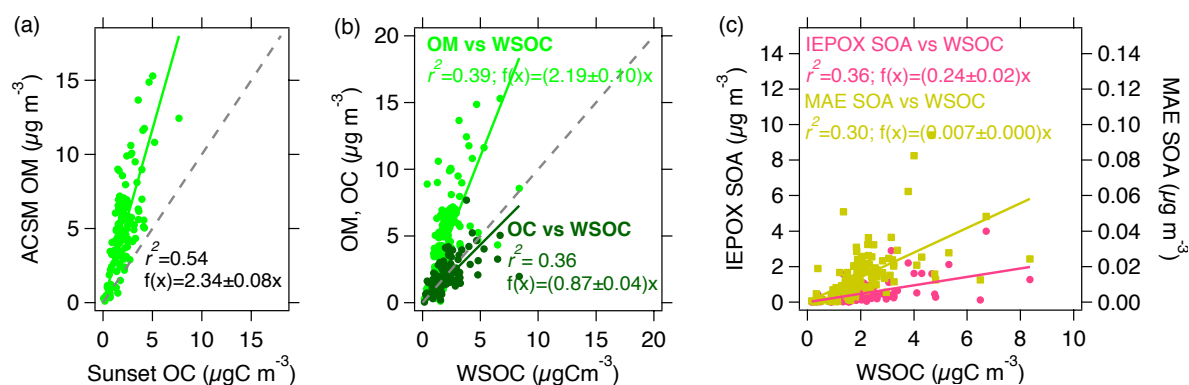 (a)
ACSM OM (µg m-3)
15
10
5
0
r2=0.54
f(x)=2.34±0.08x
0 5 10 15
Sunset OC (µgC m-3)
(b)
OM, OC (µg m-3)
20
15
10
5
0
OM vs WSOC
r2=0.39; f(x)=(2.19±0.10)x
OC vs WSOC
r2= 0.36
f(x)=(0.87±0.04)x
0 5 10 15 20
WSOC (µgCm-3)
(c)
IEPOX SOA (µg m-3)
14
12
10
8
6
4
2
0
IEPOX SOA vs WSOC
r2=0.36; f(x)=(0.24±0.02)x
MAE SOA vs WSOC
r2=0.30; f(x)=(0.007±0.000)x
0.14
0.12
0.10
0.08
0.06
0.04
0.02
0.00
MAE SOA (µg m-3)
0 2 4 6 8 10
WSOC (µgC m-3)